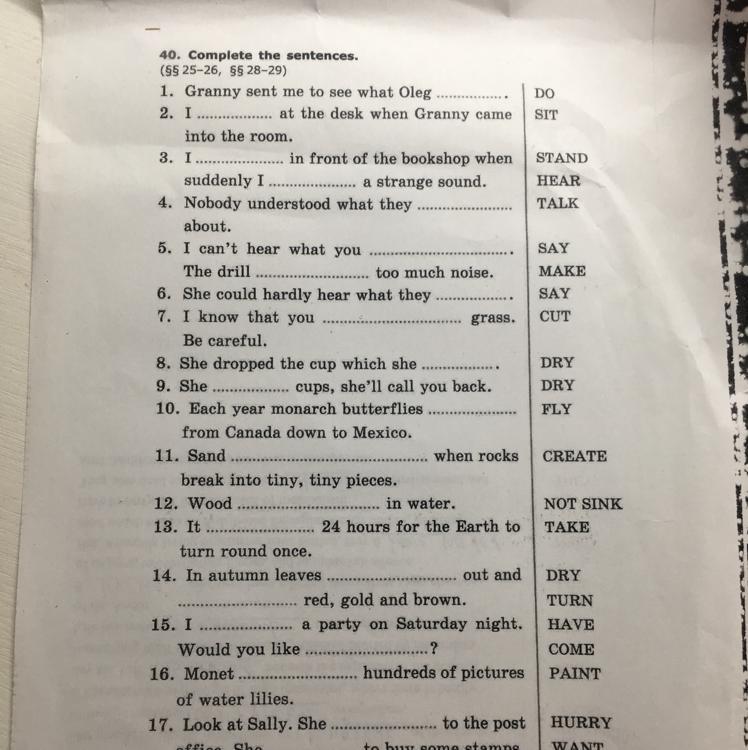 40. Complete the sentences.
(§§ 25–26, §§ 28–29)
1. Granny sent me to see what Oleg .............. DO
2. I .................. at the desk when Granny came SIT
into the room.
3. I ..................... in front of the bookshop when STAND
suddenly I ..................... a strange sound. HEAR
4. Nobody understood what they ....................... TALK
about.
5. I can't hear what you ................................... SAY
The drill ........................... too much noise. MAKE
6. She could hardly hear what they ................... SAY
7. I know that you ................................. grass. CUT
Be careful.
8. She dropped the cup which she ................... DRY
9. She .................. cups, she'll call you back. DRY
10. Each year monarch butterflies ...................... FLY
from Canada down to Mexico.
11. Sand ............................................... when rocks CREATE
break into tiny, tiny pieces.
12. Wood .................................. in water. NOT SINK
13. It .......................... 24 hours for the Earth to TAKE
turn round once.
14. In autumn leaves ............................... out and DRY
............................. red, gold and brown. TURN
15. I ...................... a party on Saturday night. HAVE
Would you like .............................? COME
16. Monet ............................ hundreds of pictures PAINT
of water lilies.
17. Look at Sally. She ......................... to the post HURRY
office. She ........................ to buy some stamps WANT